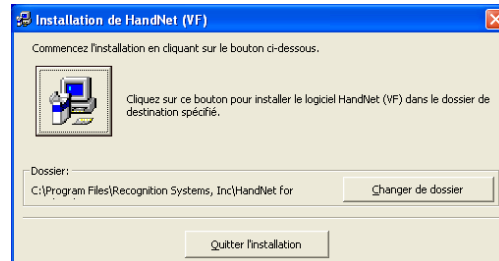 Installation de HandNet (VF)
Commencez l'installation en cliquant sur le bouton ci-dessous.
Cliquez sur ce bouton pour installer le logiciel HandNet (VF) dans le dossier de
destination spécifié.
Dossier:
C:\Program Files\Recognition Systems, Inc\HandNet for
Changer de dossier
Quitter l'installation